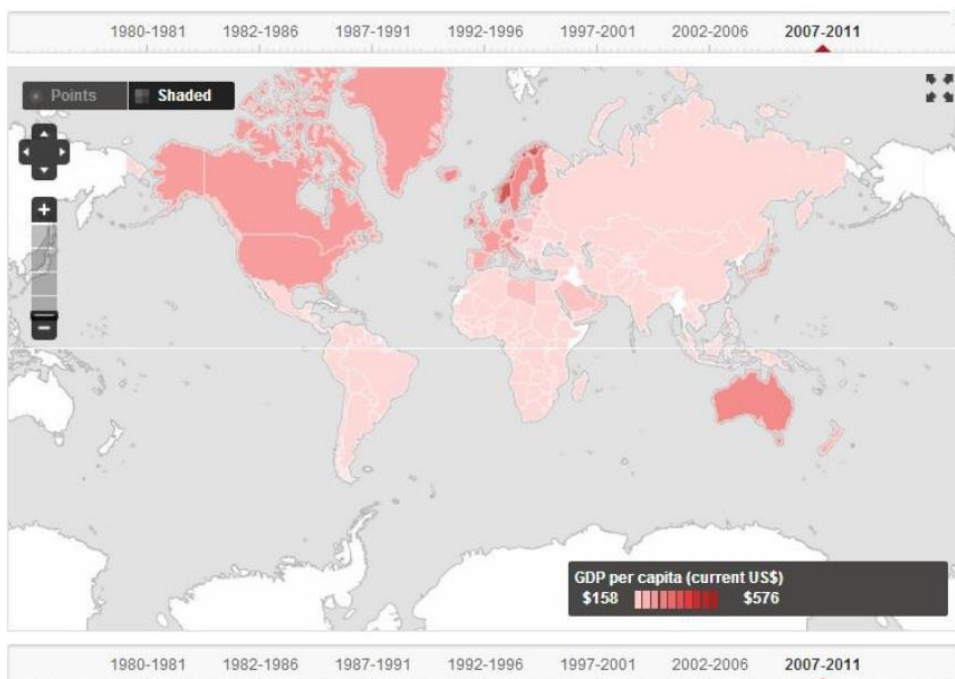 1980-1981 1982-1986 1987-1991 1992-1996 1997-2001 2002-2006 2007-2011
Points Shaded
+
−
GDP per capita (current US$)
$158 $576
1980-1981 1982-1986 1987-1991 1992-1996 1997-2001 2002-2006 2007-2011